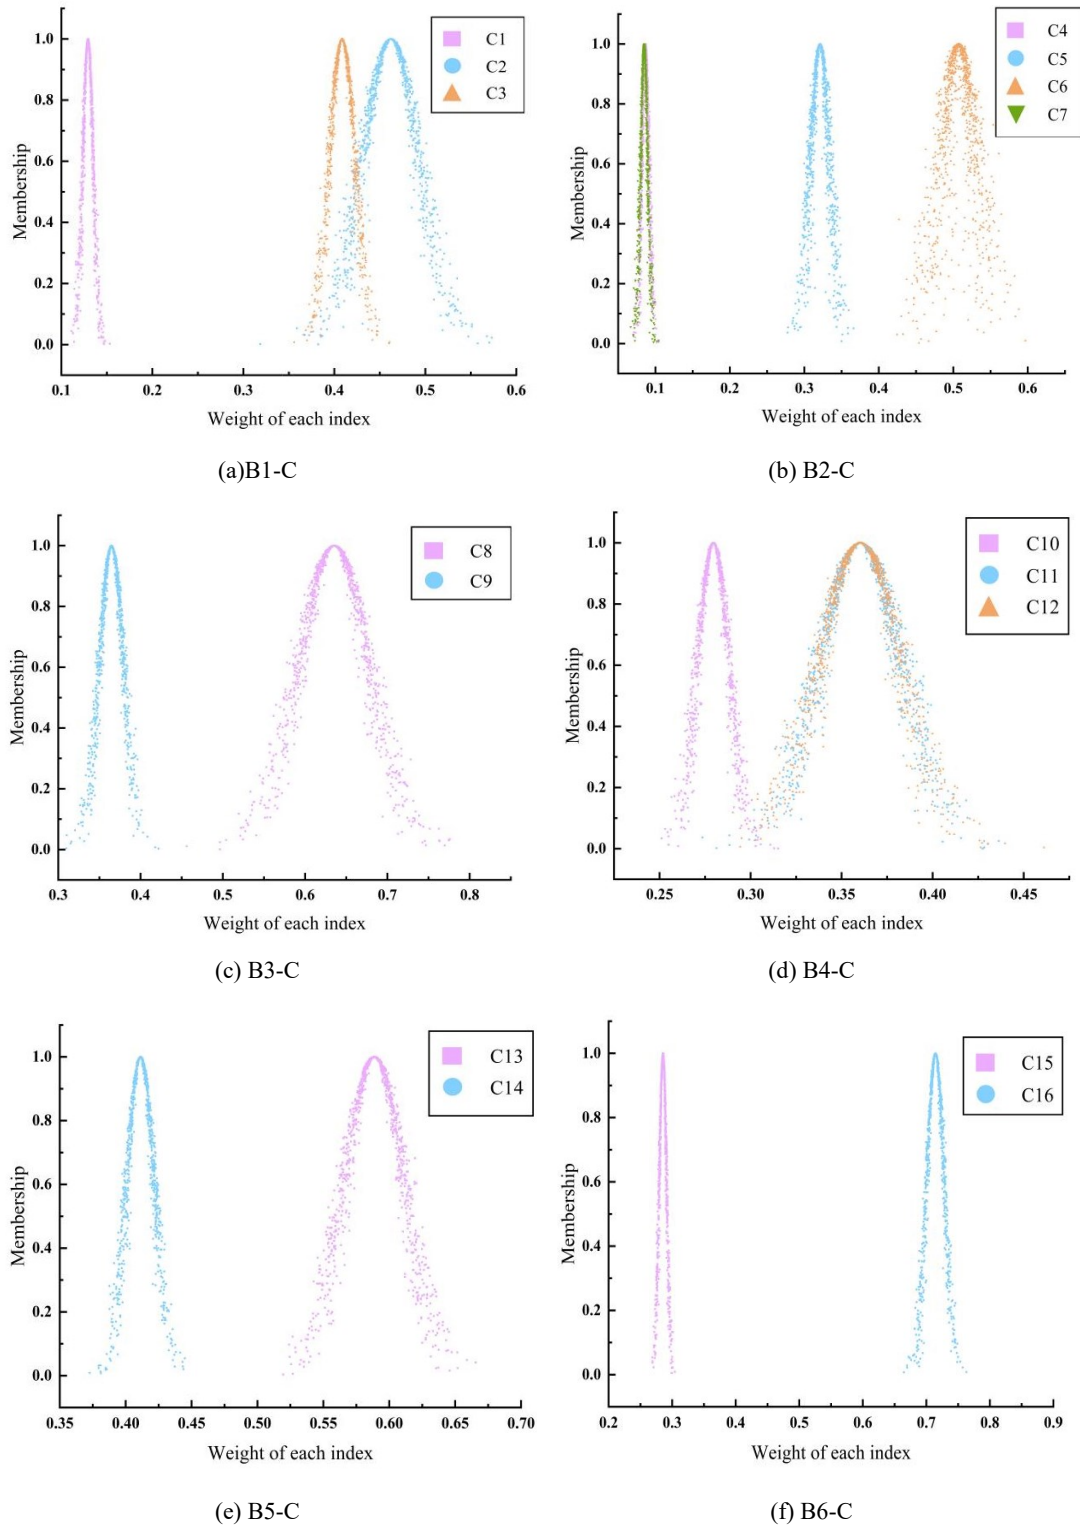 C1
C2
C3
1.0
0.8
0.6
0.4
0.2
0.0
Membership
0.1 0.2 0.3 0.4 0.5 0.6
Weight of each index
(a)B1-C
C4
C5
C6
C7
1.0
0.8
0.6
0.4
0.2
0.0
Membership
0.1 0.2 0.3 0.4 0.5 0.6
Weight of each index
(b) B2-C
C8
C9
1.0
0.8
0.6
0.4
0.2
0.0
Membership
0.3 0.4 0.5 0.6 0.7 0.8
Weight of each index
(c) B3-C
C10
C11
C12
1.0
0.8
0.6
0.4
0.2
0.0
Membership
0.25 0.30 0.35 0.40 0.45
Weight of each index
(d) B4-C
C13
C14
1.0
0.8
0.6
0.4
0.2
0.0
Membership
0.35 0.40 0.45 0.50 0.55 0.60 0.65 0.70
Weight of each index
(e) B5-C
C15
C16
1.0
0.8
0.6
0.4
0.2
0.0
Membership
0.2 0.3 0.4 0.5 0.6 0.7 0.8 0.9
Weight of each index
(f) B6-C